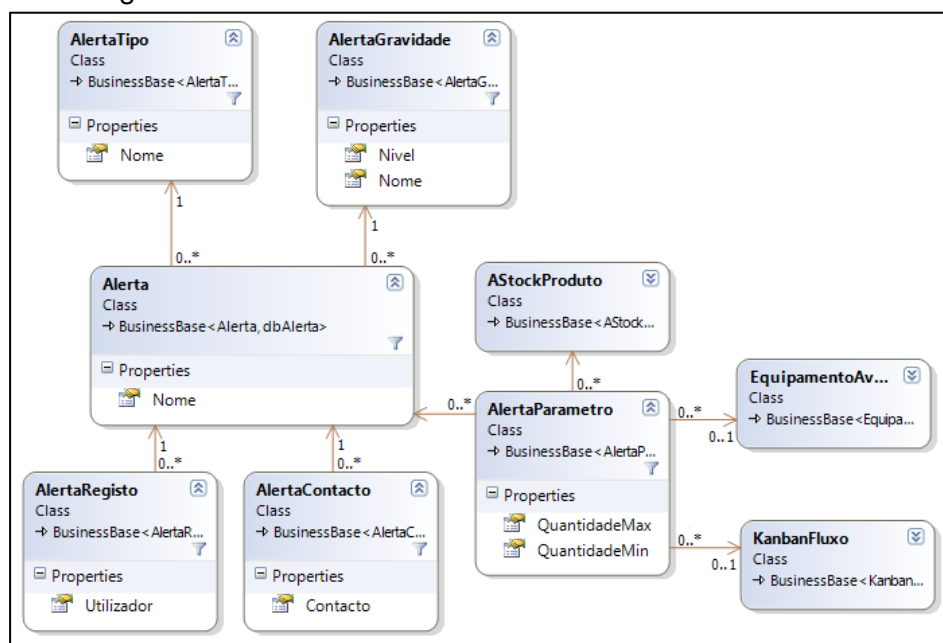 AlertaTipo
Class
BusinessBase<AlertaT...
Properties
Nome
AlertaGravidade
Class
BusinessBase<AlertaG...
Properties
Nivel
Nome
1
0..*
1
0..*
Alerta
Class
BusinessBase<Alerta, dbAlerta>
Properties
Nome
AStockProduto
Class
BusinessBase<AStock...
0..*
0..*
AlertaParametro
Class
BusinessBase<AlertaP...
Properties
QuantidadeMax
QuantidadeMin
0..*
0..1
EquipamentoAv...
Class
BusinessBase<Equipa...
0..*
0..1
KanbanFluxo
Class
BusinessBase<Kanban...
1
0..*
1
0..*
AlertaRegisto
Class
BusinessBase<AlertaR...
Properties
Utilizador
AlertaContacto
Class
BusinessBase<AlertaC...
Properties
Contacto